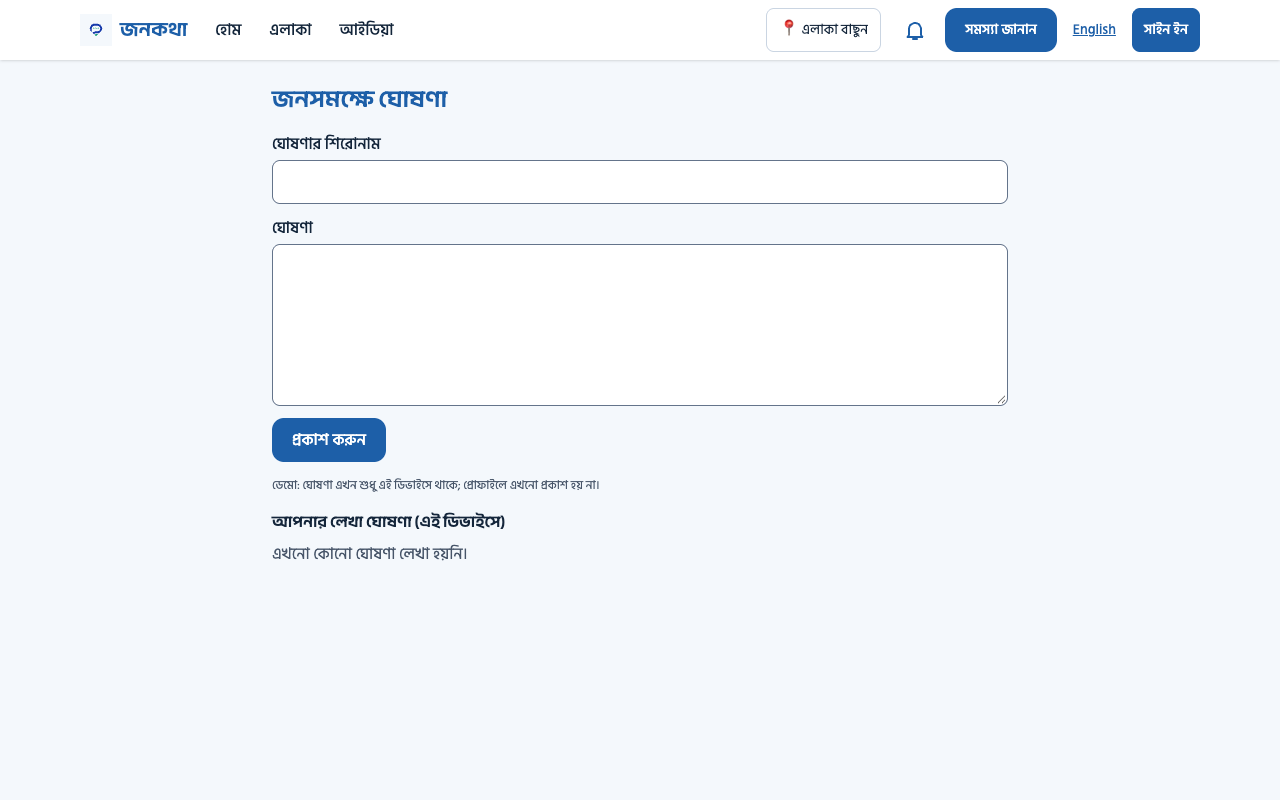 জনকথা
হোম
এলাকা
আইডিয়া
এলাকা বাছুন
সমস্যা জানান
English
সাইন ইন
জনসমক্ষে ঘোষণা
ঘোষণার শিরোনাম
ঘোষণা
প্রকাশ করুন
ডেমো: ঘোষণা এখন শুধু এই ডিভাইসে থাকে; প্রোফাইলে এখনো প্রকাশ হয় না।
আপনার লেখা ঘোষণা (এই ডিভাইসে)
এখনো কোনো ঘোষণা লেখা হয়নি।